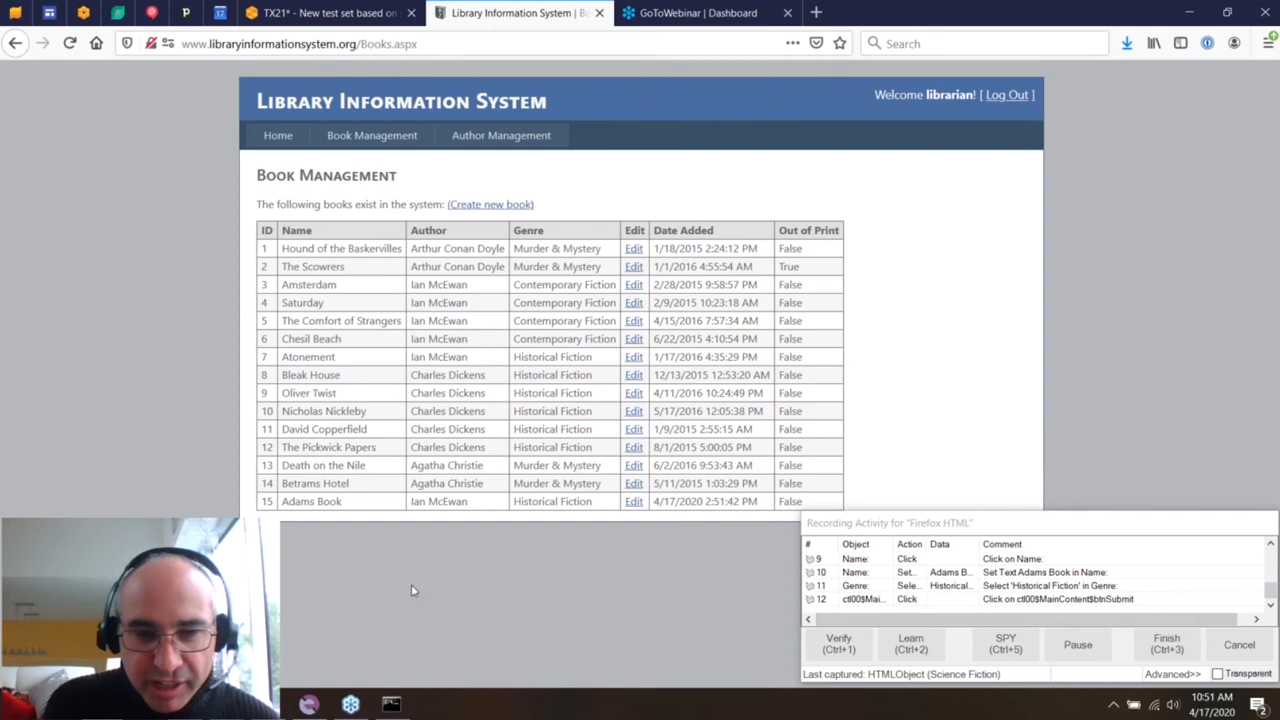 TX21* - New test set based on
Library Information System | Bo
GoToWebinar | Dashboard
www.libraryinformationsystem.org/Books.aspx
Search
LIBRARY INFORMATION SYSTEM
Welcome librarian! [ Log Out ]
Home Book Management Author Management
BOOK MANAGEMENT
The following books exist in the system: (Create new book)
ID Name Author Genre Edit Date Added Out of Print
1 Hound of the Baskervilles Arthur Conan Doyle Murder & Mystery Edit 1/18/2015 2:24:12 PM False
2 The Scowrers Arthur Conan Doyle Murder & Mystery Edit 1/1/2016 4:55:54 AM True
3 Amsterdam Ian McEwan Contemporary Fiction Edit 2/28/2015 9:58:57 PM False
4 Saturday Ian McEwan Contemporary Fiction Edit 2/9/2015 10:23:18 AM False
5 The Comfort of Strangers Ian McEwan Contemporary Fiction Edit 4/15/2016 7:57:34 AM False
6 Chesil Beach Ian McEwan Contemporary Fiction Edit 6/22/2015 4:10:54 PM False
7 Atonement Ian McEwan Historical Fiction Edit 1/17/2016 4:35:29 PM False
8 Bleak House Charles Dickens Historical Fiction Edit 12/13/2015 12:53:20 AM False
9 Oliver Twist Charles Dickens Historical Fiction Edit 4/11/2016 10:24:49 PM False
10 Nicholas Nickleby Charles Dickens Historical Fiction Edit 5/17/2016 12:05:38 PM False
11 David Copperfield Charles Dickens Historical Fiction Edit 1/9/2015 2:55:15 AM False
12 The Pickwick Papers Charles Dickens Historical Fiction Edit 8/1/2015 5:00:05 PM False
13 Death on the Nile Agatha Christie Murder & Mystery Edit 6/2/2016 9:53:43 AM False
14 Betrams Hotel Agatha Christie Murder & Mystery Edit 5/11/2015 1:03:29 PM False
15 Adams Book Ian McEwan Historical Fiction Edit 4/17/2020 2:51:42 PM False
Recording Activity for "Firefox HTML"
# Object Action Data Comment
9 Name: Click Click on Name:
10 Name: Set... Adams B... Set Text Adams Book in Name:
11 Genre: Sele... Historical... Select 'Historical Fiction' in Genre:
12 ctl00$Mai... Click Click on ctl00$MainContent$btnSubmit
Verify (Ctrl+1)
Learn (Ctrl+2)
SPY (Ctrl+5)
Pause
Finish (Ctrl+3)
Cancel
Last captured: HTMLObject (Science Fiction)
Advanced>>
Transparent
10:51 AM
4/17/2020
2